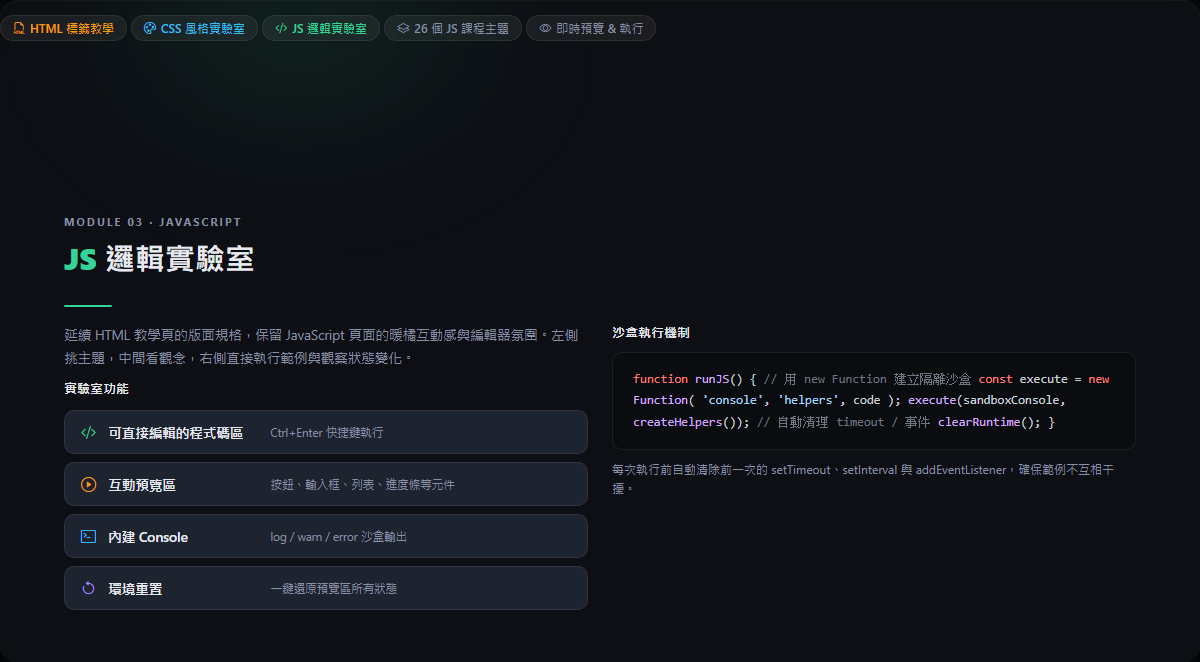 HTML 標籤教學
CSS 風格實驗室
JS 邏輯實驗室
26 個 JS 課程主題
即時預覽 & 執行
MODULE 03 · JAVASCRIPT
JS 邏輯實驗室
延續 HTML 教學頁的版面規格，保留 JavaScript 頁面的暖橘互動感與編輯器氛圍。左側
挑主題，中間看觀念，右側直接執行範例與觀察狀態變化。
實驗室功能
可直接編輯的程式碼區
Ctrl+Enter 快捷鍵執行
互動預覽區
按鈕、輸入框、列表、進度條等元件
內建 Console
log / warn / error 沙盒輸出
環境重置
一鍵還原預覽區所有狀態
沙盒執行機制
function runJS() { // 用 new Function 建立隔離沙盒 const execute = new
Function( 'console', 'helpers', code ); execute(sandboxConsole,
createHelpers()); // 自動清理 timeout / 事件 clearRuntime(); }
每次執行前自動清除前一次的 setTimeout、setInterval 與 addEventListener，確保範例不互相干
擾。